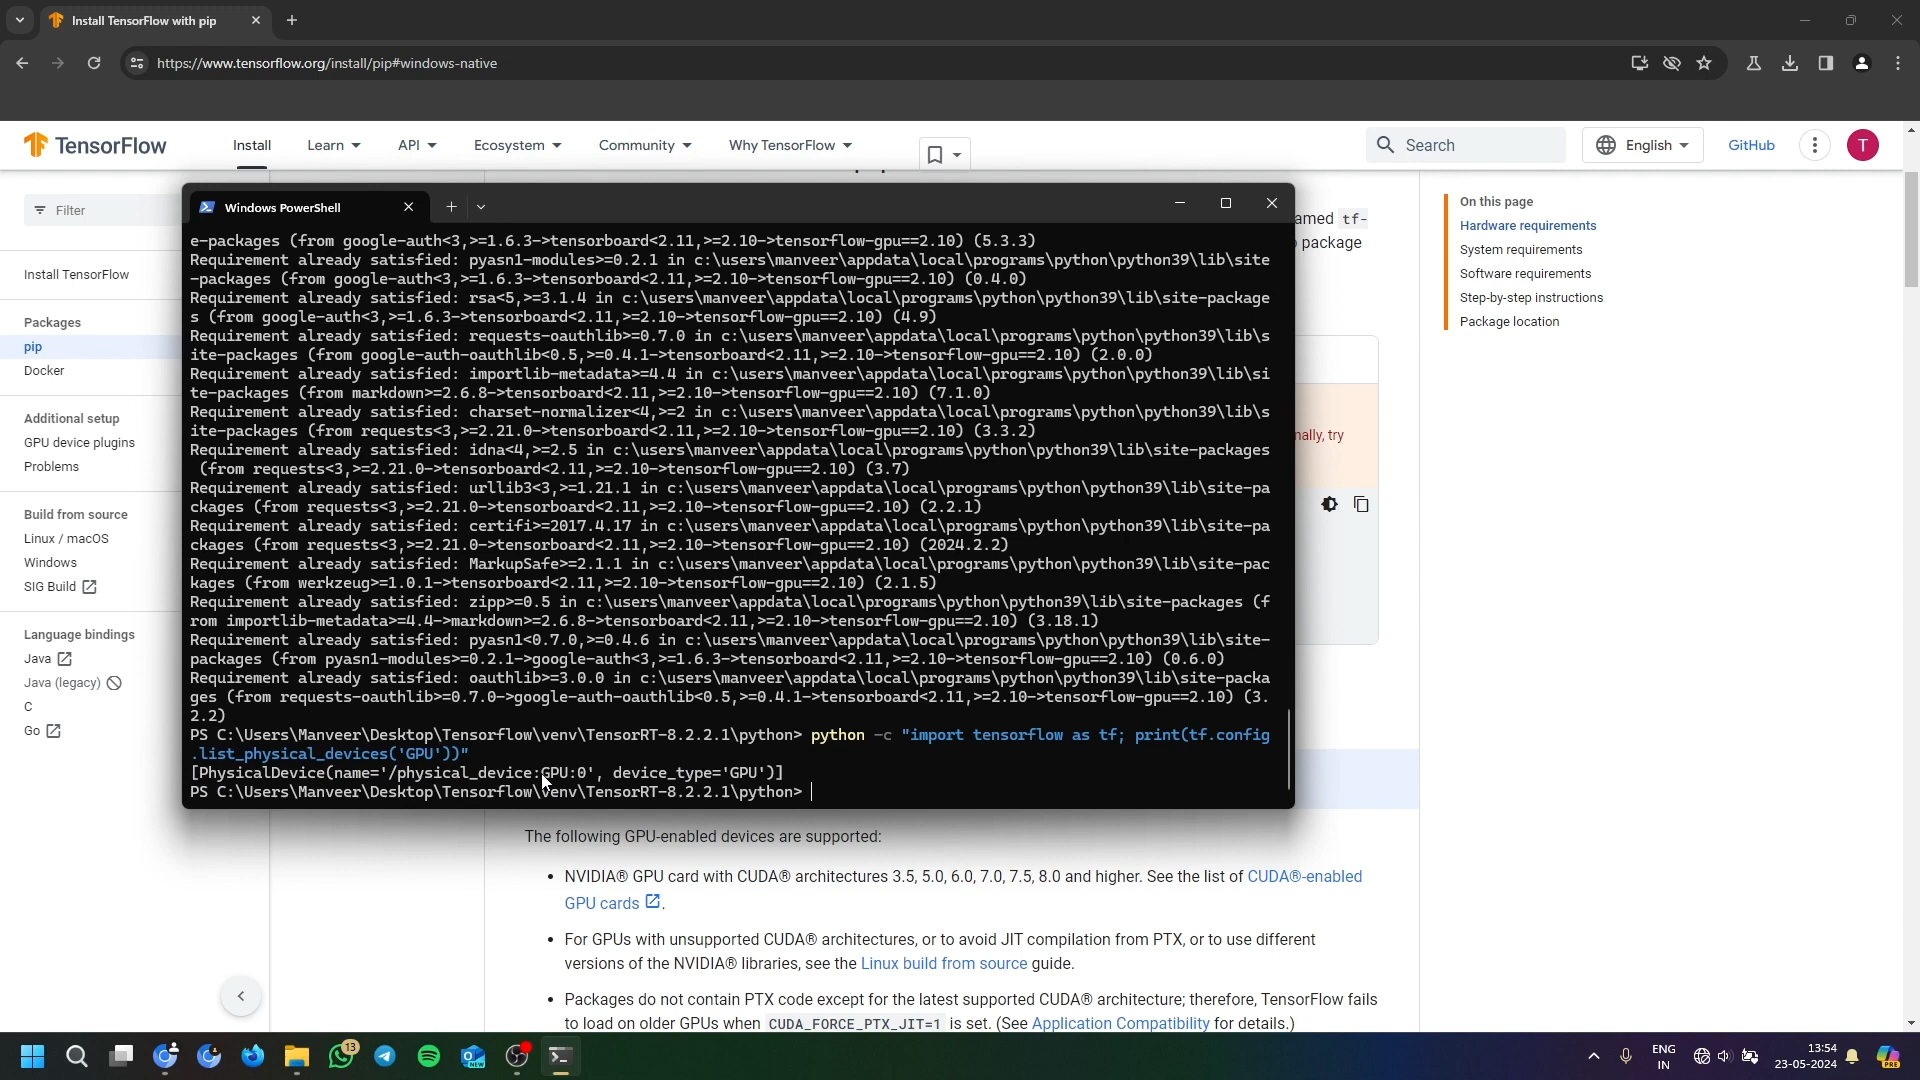 Install TensorFlow with pip
https://www.tensorflow.org/install/pip#windows-native
TensorFlow
Install
Learn
API
Ecosystem
Community
Why TensorFlow
Search
English
GitHub
T
Filter
Install TensorFlow
Packages
pip
Docker
Additional setup
GPU device plugins
Problems
Build from source
Linux / macOS
Windows
SIG Build
Language bindings
Java
Java (legacy)
C
Go
Windows PowerShell
e-packages (from google-auth<3,>=1.6.3->tensorboard<2.11,>=2.10->tensorflow-gpu==2.10) (5.3.3)
Requirement already satisfied: pyasn1-modules>=0.2.1 in c:\users\manveer\appdata\local\programs\python\python39\lib\site
-packages (from google-auth<3,>=1.6.3->tensorboard<2.11,>=2.10->tensorflow-gpu==2.10) (0.4.0)
Requirement already satisfied: rsa<5,>=3.1.4 in c:\users\manveer\appdata\local\programs\python\python39\lib\site-package
s (from google-auth<3,>=1.6.3->tensorboard<2.11,>=2.10->tensorflow-gpu==2.10) (4.9)
Requirement already satisfied: requests-oauthlib>=0.7.0 in c:\users\manveer\appdata\local\programs\python\python39\lib\s
ite-packages (from google-auth-oauthlib<0.5,>=0.4.1->tensorboard<2.11,>=2.10->tensorflow-gpu==2.10) (2.0.0)
Requirement already satisfied: importlib-metadata>=4.4 in c:\users\manveer\appdata\local\programs\python\python39\lib\si
te-packages (from markdown>=2.6.8->tensorboard<2.11,>=2.10->tensorflow-gpu==2.10) (7.1.0)
Requirement already satisfied: charset-normalizer<4,>=2 in c:\users\manveer\appdata\local\programs\python\python39\lib\s
ite-packages (from requests<3,>=2.21.0->tensorboard<2.11,>=2.10->tensorflow-gpu==2.10) (3.3.2)
Requirement already satisfied: idna<4,>=2.5 in c:\users\manveer\appdata\local\programs\python\python39\lib\site-packages
(from requests<3,>=2.21.0->tensorboard<2.11,>=2.10->tensorflow-gpu==2.10) (3.7)
Requirement already satisfied: urllib3<3,>=1.21.1 in c:\users\manveer\appdata\local\programs\python\python39\lib\site-pa
ckages (from requests<3,>=2.21.0->tensorboard<2.11,>=2.10->tensorflow-gpu==2.10) (2.2.1)
Requirement already satisfied: certifi>=2017.4.17 in c:\users\manveer\appdata\local\programs\python\python39\lib\site-pa
ckages (from requests<3,>=2.21.0->tensorboard<2.11,>=2.10->tensorflow-gpu==2.10) (2024.2.2)
Requirement already satisfied: MarkupSafe>=2.1.1 in c:\users\manveer\appdata\local\programs\python\python39\lib\site-pac
kages (from werkzeug>=1.0.1->tensorboard<2.11,>=2.10->tensorflow-gpu==2.10) (2.1.5)
Requirement already satisfied: zipp>=0.5 in c:\users\manveer\appdata\local\programs\python\python39\lib\site-packages (f
rom importlib-metadata>=4.4->markdown>=2.6.8->tensorboard<2.11,>=2.10->tensorflow-gpu==2.10) (3.18.1)
Requirement already satisfied: pyasn1<0.7.0,>=0.4.6 in c:\users\manveer\appdata\local\programs\python\python39\lib\site-
packages (from pyasn1-modules>=0.2.1->google-auth<3,>=1.6.3->tensorboard<2.11,>=2.10->tensorflow-gpu==2.10) (0.6.0)
Requirement already satisfied: oauthlib>=3.0.0 in c:\users\manveer\appdata\local\programs\python\python39\lib\site-packa
ges (from requests-oauthlib>=0.7.0->google-auth-oauthlib<0.5,>=0.4.1->tensorboard<2.11,>=2.10->tensorflow-gpu==2.10) (3.
2.2)
PS C:\Users\Manveer\Desktop\Tensorflow\venv\TensorRT-8.2.2.1\python> python -c "import tensorflow as tf; print(tf.config
.list_physical_devices('GPU'))"
[PhysicalDevice(name='/physical_device:GPU:0', device_type='GPU')]
PS C:\Users\Manveer\Desktop\Tensorflow\venv\TensorRT-8.2.2.1\python>
amed tf-
package
nally, try
The following GPU-enabled devices are supported:
• NVIDIA® GPU card with CUDA® architectures 3.5, 5.0, 6.0, 7.0, 7.5, 8.0 and higher. See the list of CUDA®-enabled
GPU cards.
• For GPUs with unsupported CUDA® architectures, or to avoid JIT compilation from PTX, or to use different
versions of the NVIDIA® libraries, see the Linux build from source guide.
• Packages do not contain PTX code except for the latest supported CUDA® architecture; therefore, TensorFlow fails
to load on older GPUs when CUDA_FORCE_PTX_JIT=1 is set. (See Application Compatibility for details.)
On this page
Hardware requirements
System requirements
Software requirements
Step-by-step instructions
Package location
13
NEW
ENG
IN
13:54
23-05-2024
PRE